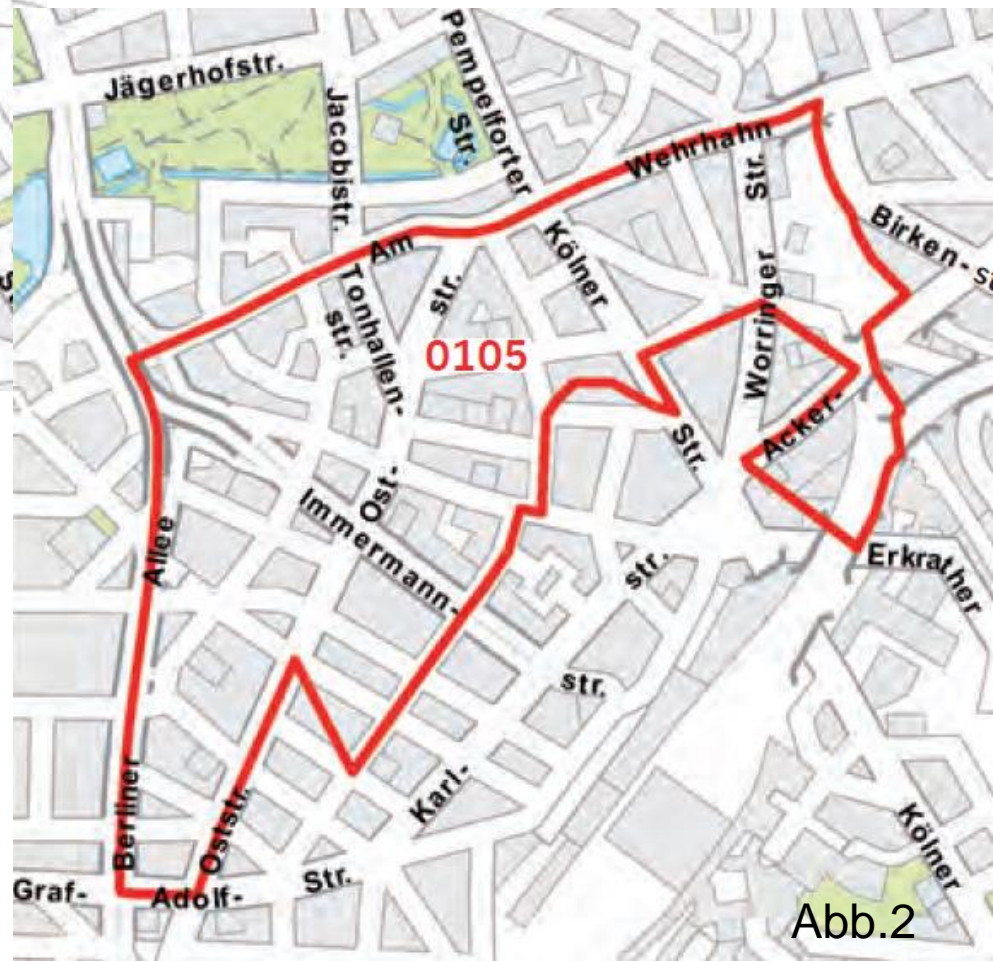 Jägerhofstr.
Jacobistr.
Pempelforter
Str.
Wehrhahn
Am
Str.
Worringer
Birken-
Kölner
Tonhallen-
str.
str.
0105
Str.
Acker-
Ost-
Immermann-
Allee
Erkrather
str.
str.
Karl-
Berliner
Oststr.
Graf-
Adolf-
Str.
Kölner
Abb.2